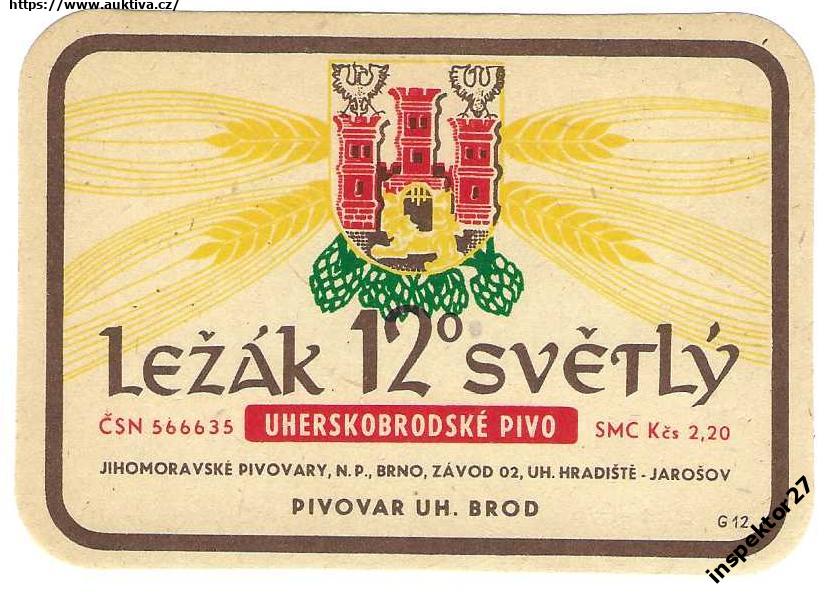 https://www.auktiva.cz/
LEŽÁK 12° SVĚTLÝ
ČSN 566635 UHERSKOBRODSKÉ PIVO SMC Kčs 2,20
JIHOMORAVSKÉ PIVOVARY, N. P., BRNO, ZÁVOD 02, UH. HRADIŠTĚ - JAROŠOV
PIVOVAR UH. BROD
G 12
inspektor27